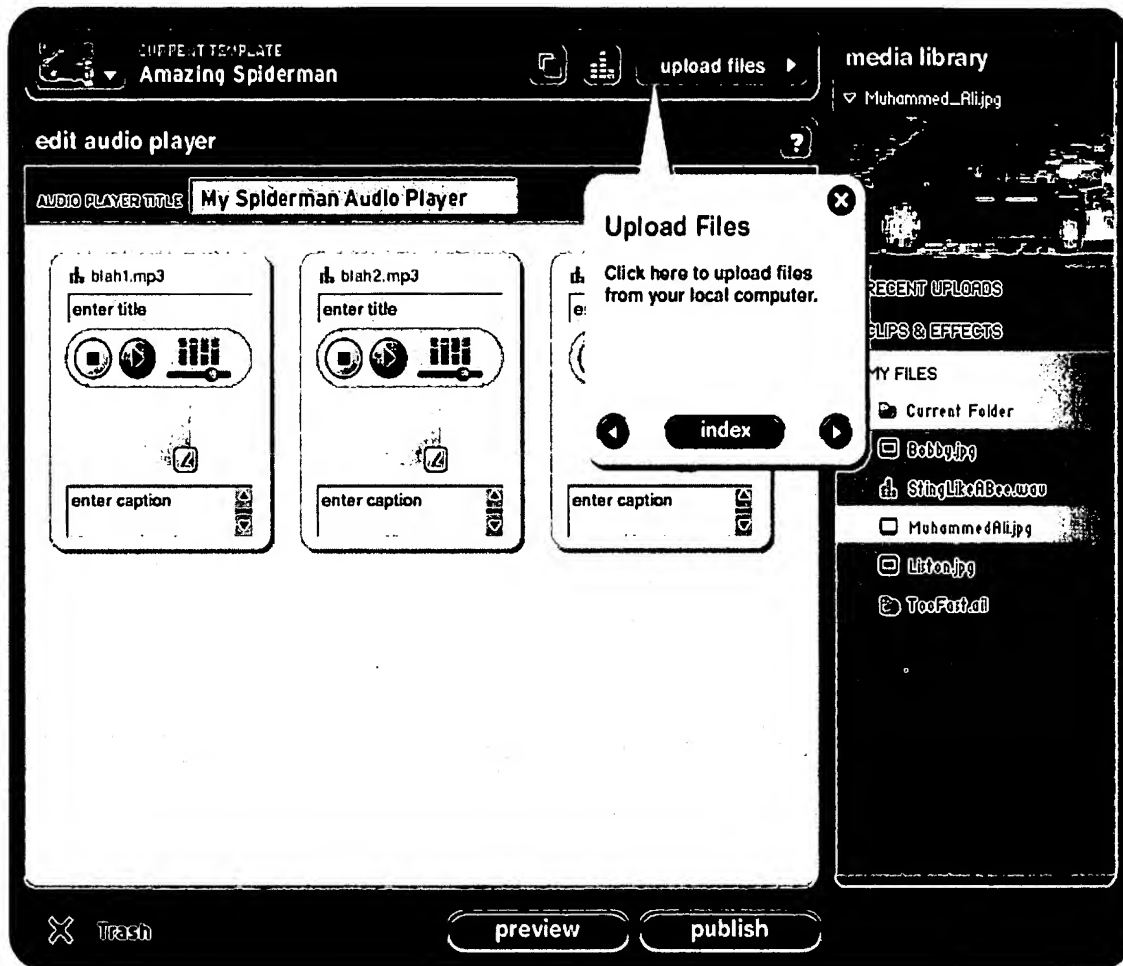 CURRENT TEMPLATE
Amazing Spiderman
upload files
media library
Muhammed_Ali.jpg
edit audio player
?
AUDIO PLAYER TITLE
My Spiderman Audio Player
Upload Files
Click here to upload files
from your local computer.
index
blah1.mp3
enter title
enter caption
blah2.mp3
enter title
enter caption
enter caption
RECENT UPLOADS
CLIPS & EFFECTS
MY FILES
Current Folder
Bobby.jpg
StingLikeABee.wav
MuhammedAli.jpg
Liston.jpg
Trash
preview
publish